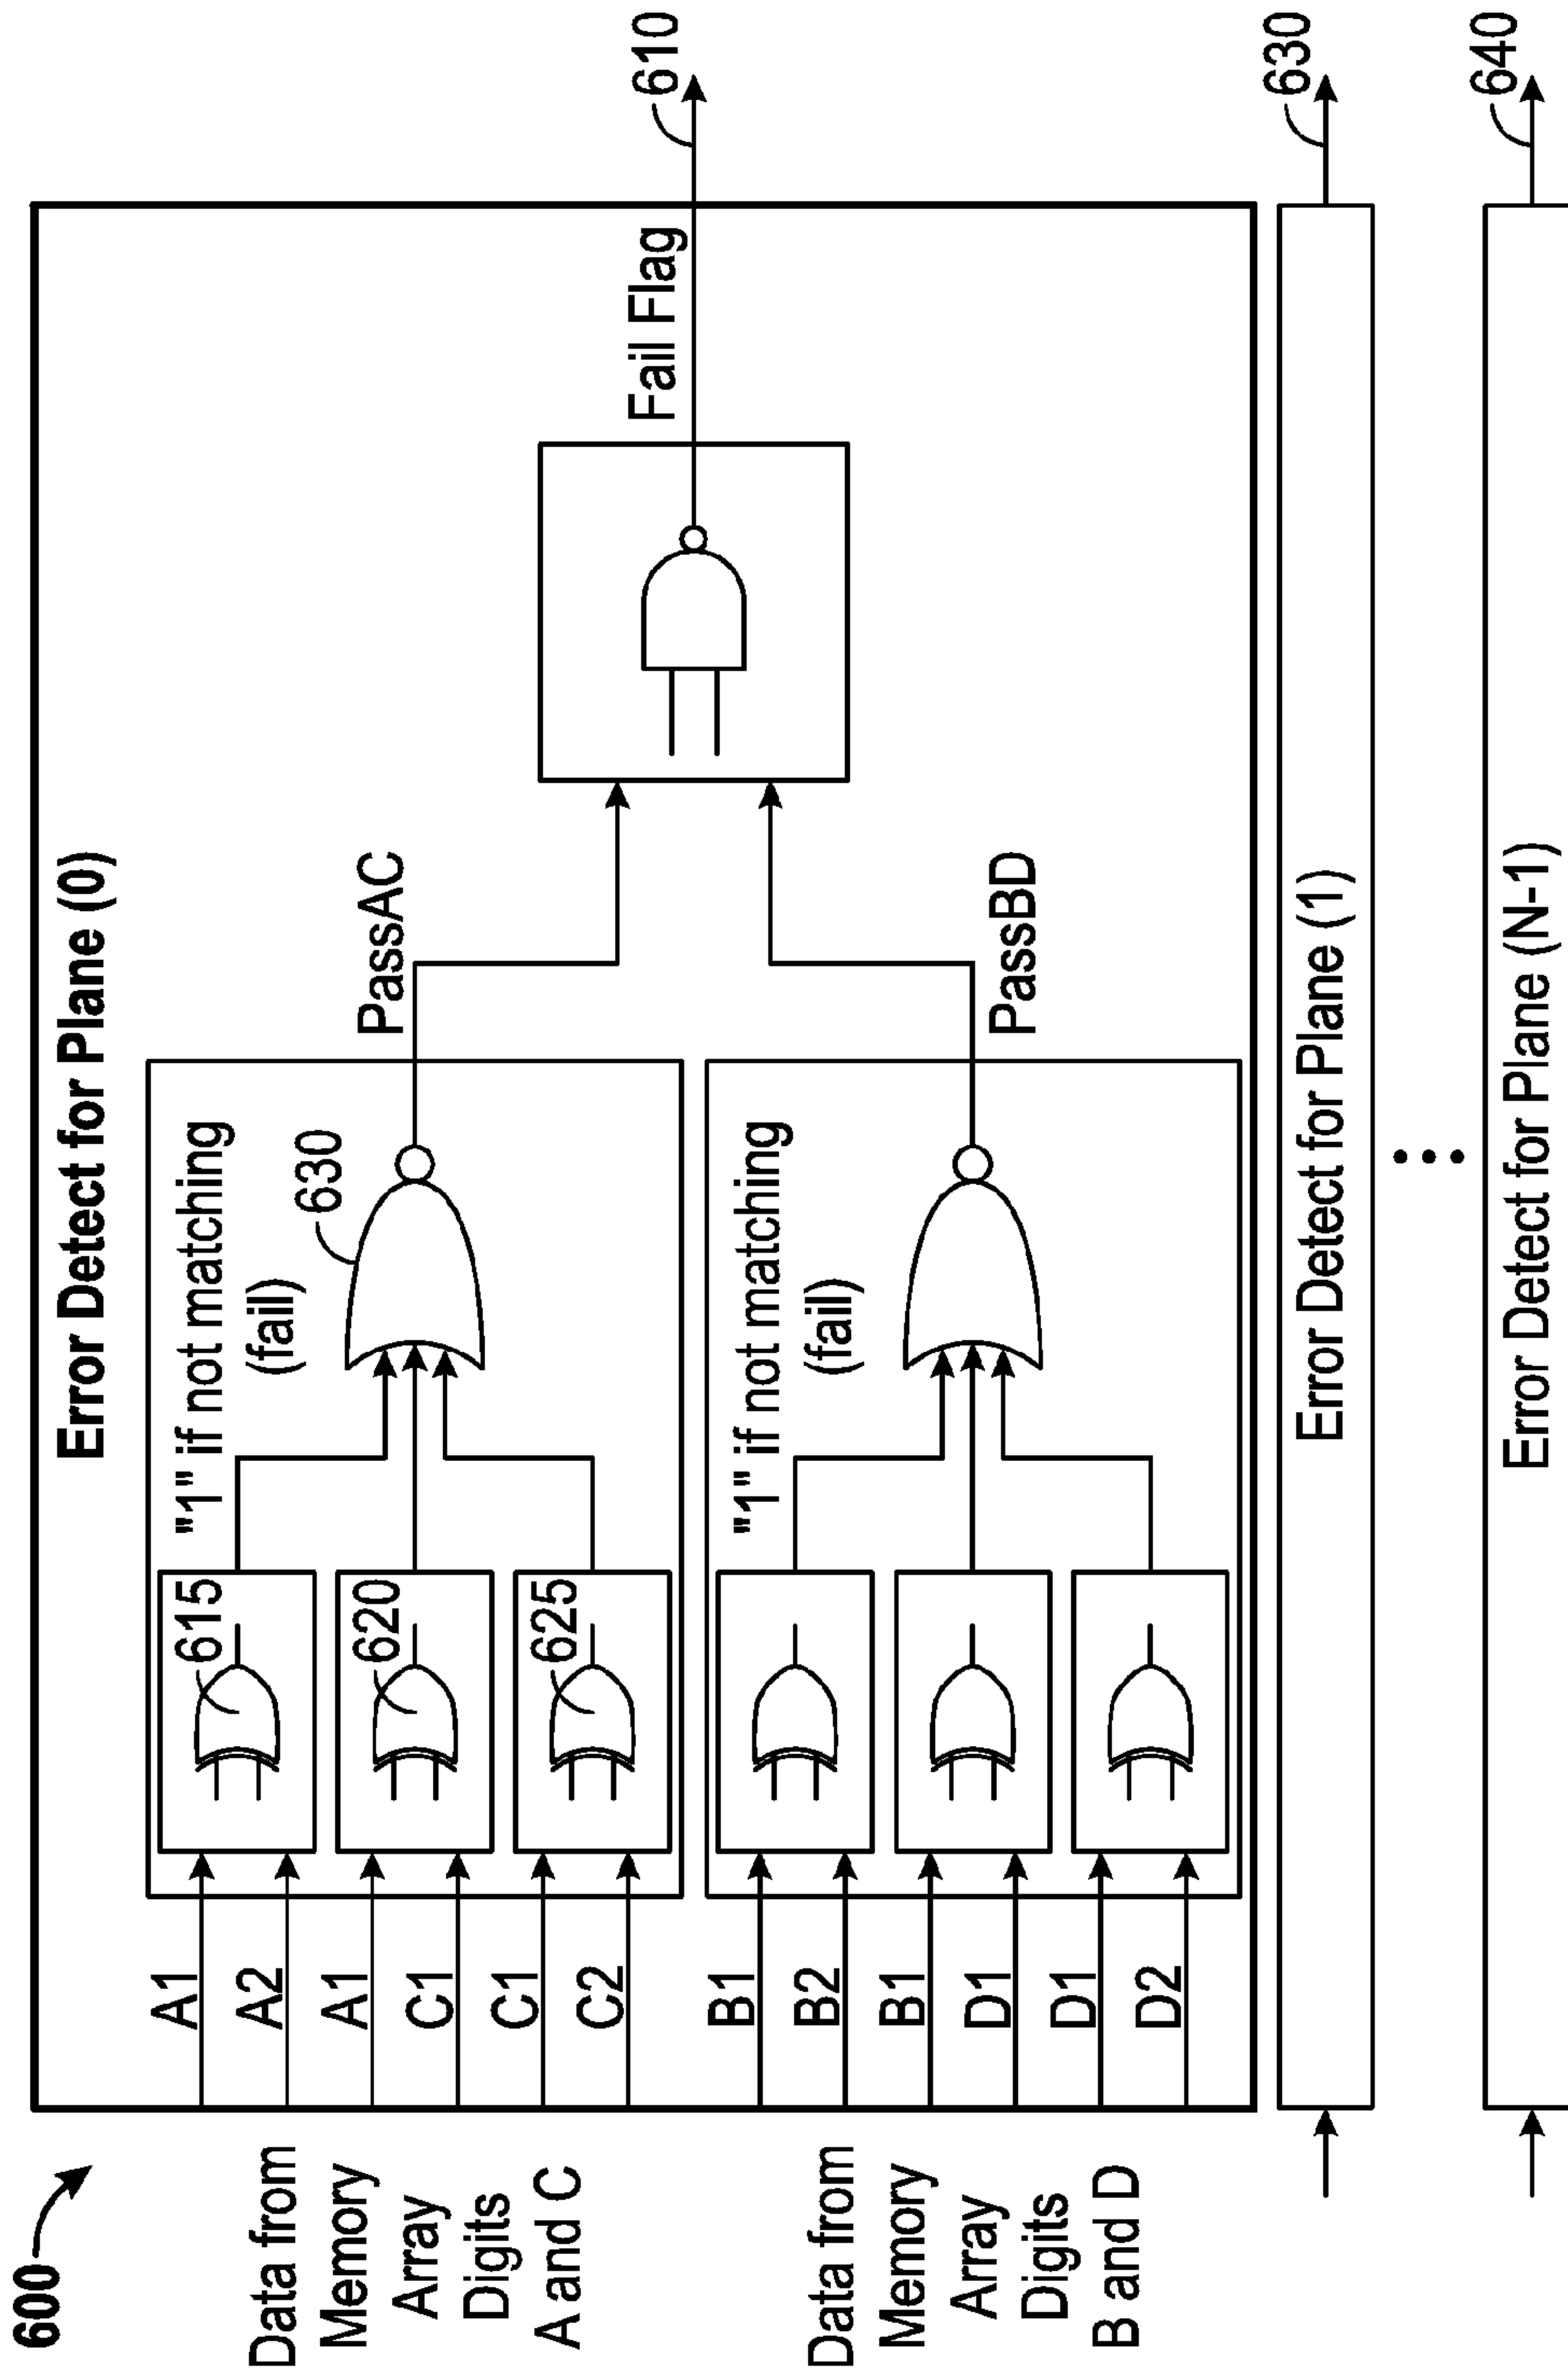 600
Error Detect for Plane (0)
Data from
Memory
Array
Digits
A and C
A1
A2
A1
C1
C1
C2
615
620
625
"1" if not matching
(fail)
630
PassAC
Data from
Memory
Array
Digits
B and D
B1
B2
B1
D1
D1
D2
"1" if not matching
(fail)
PassBD
Fail Flag
610
Error Detect for Plane (1)
630
Error Detect for Plane (N-1)
640